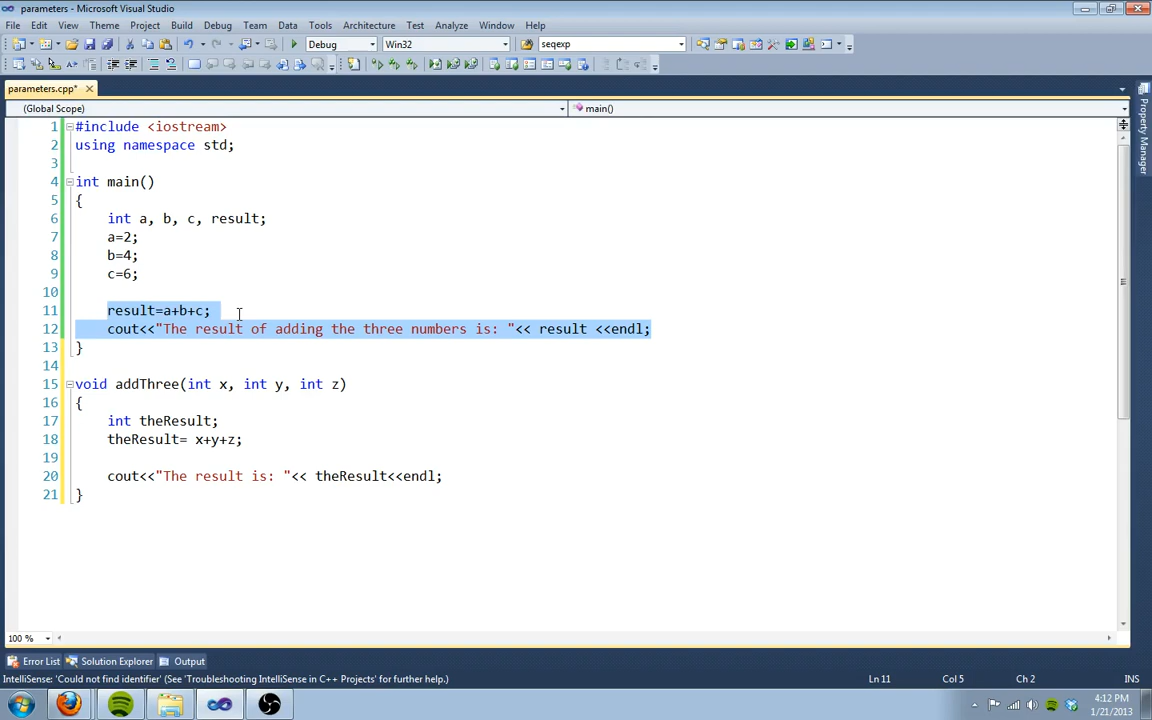 parameters - Microsoft Visual Studio
File Edit View Theme Project Build Debug Team Data Tools Architecture Test Analyze Window Help
Debug Win32 seqexp
parameters.cpp*
(Global Scope) main()
1 #include <iostream>
2 using namespace std;
3
4 int main()
5 {
6 int a, b, c, result;
7 a=2;
8 b=4;
9 c=6;
10
11 result=a+b+c;
12 cout<<"The result of adding the three numbers is: "<< result <<endl;
13 }
14
15 void addThree(int x, int y, int z)
16 {
17 int theResult;
18 theResult= x+y+z;
19
20 cout<<"The result is: "<< theResult<<endl;
21 }
Property Manager
100 %
Error List Solution Explorer Output
IntelliSense: 'Could not find identifier' (See 'Troubleshooting IntelliSense in C++ Projects' for further help.) Ln 11 Col 5 Ch 2 INS
4:12 PM
1/21/2013